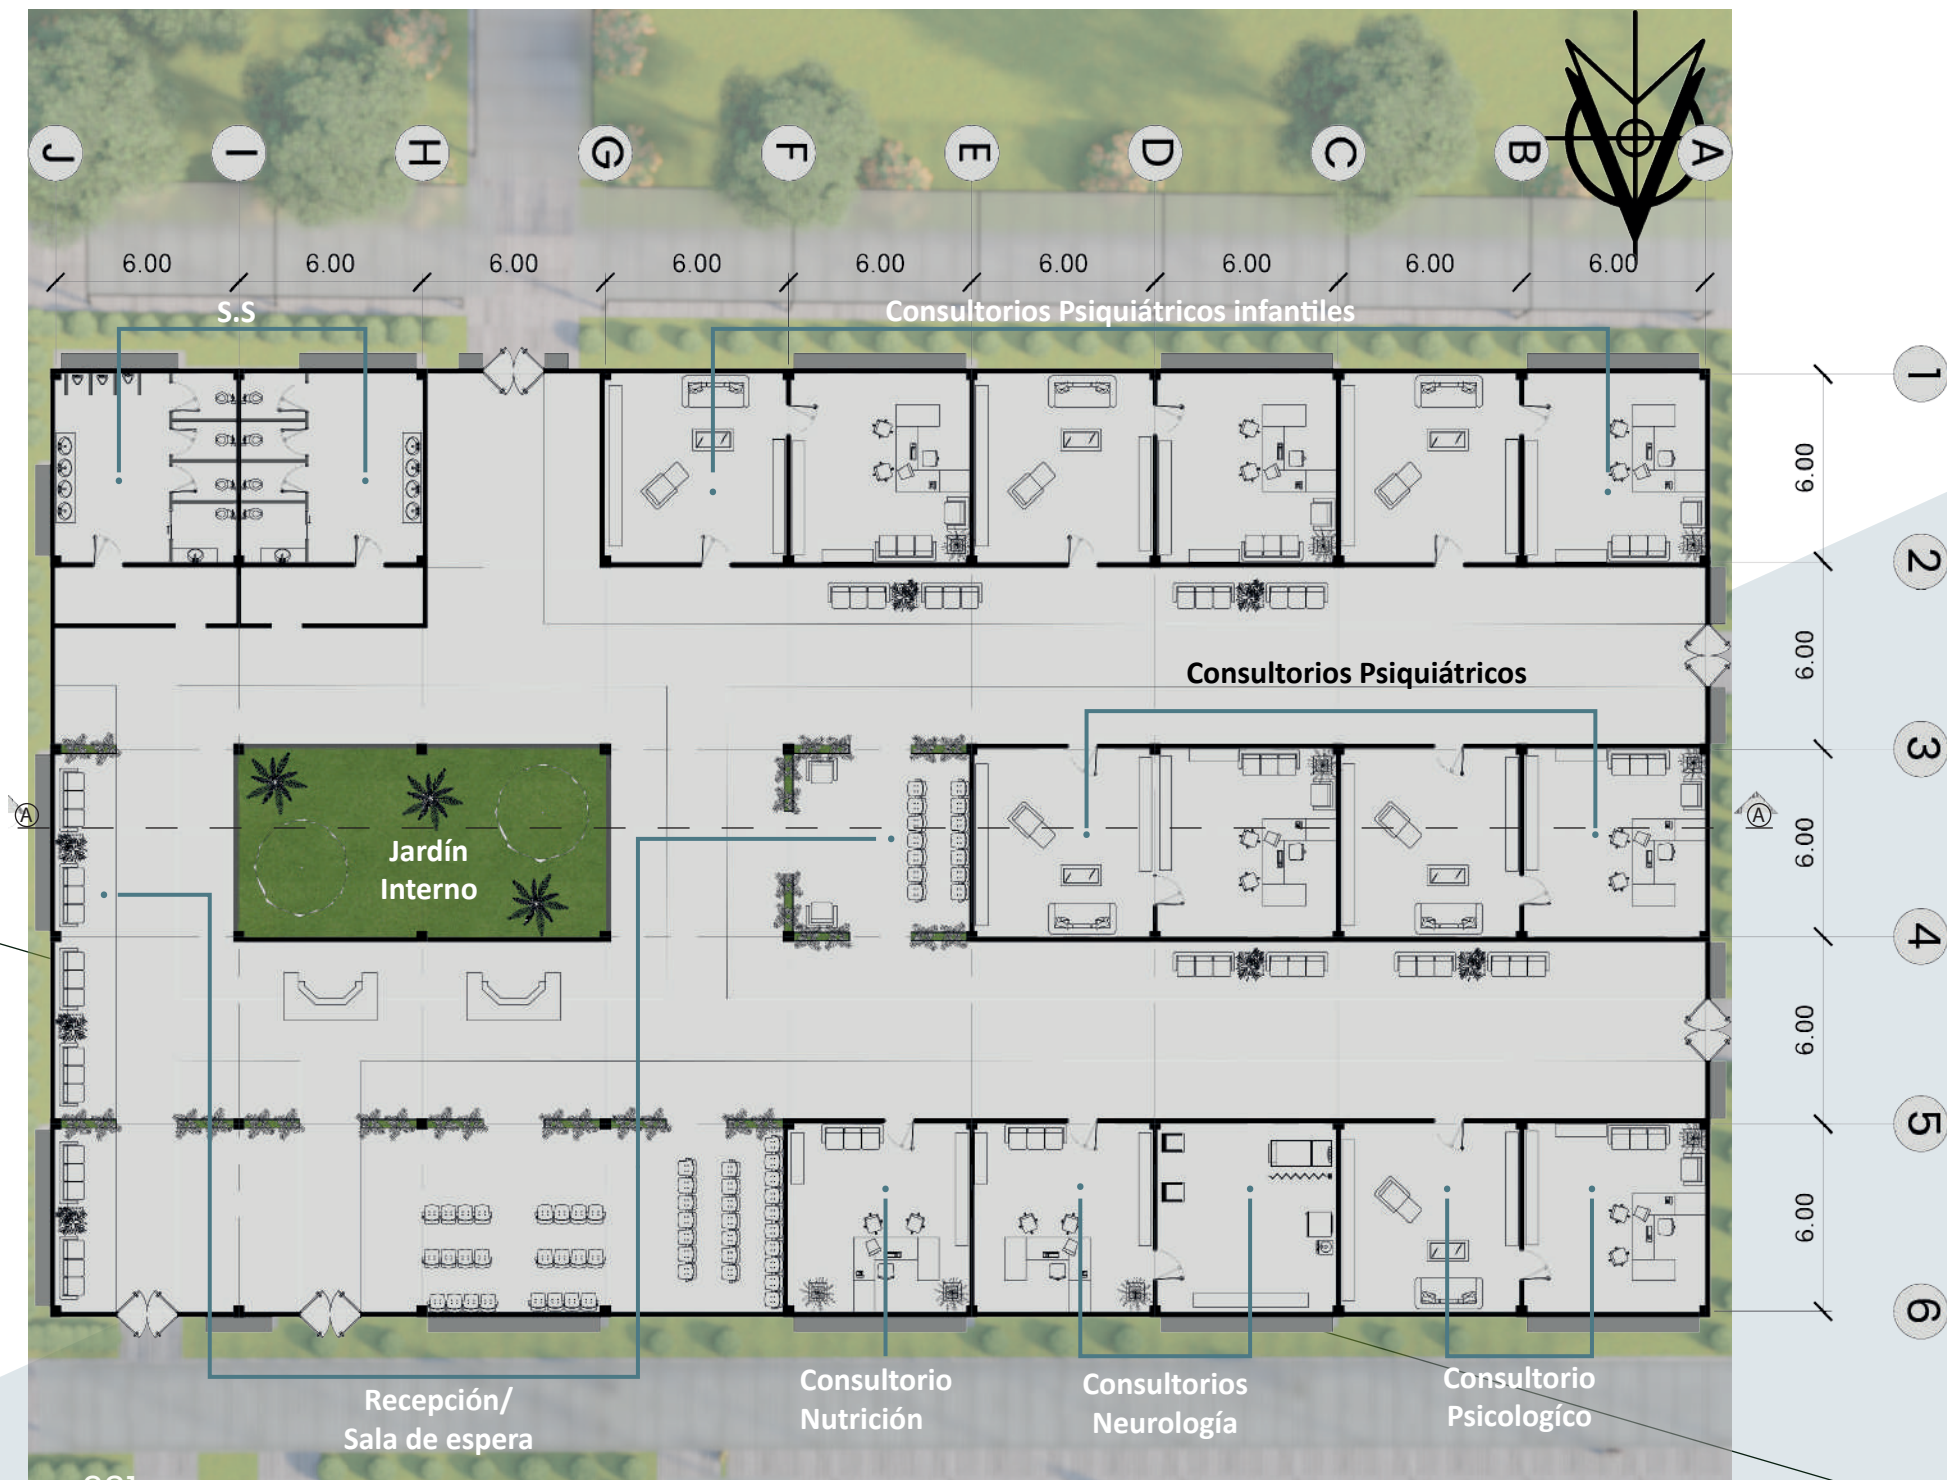 J I H G F E D C B A
6.00 6.00 6.00 6.00 6.00 6.00 6.00 6.00 6.00
S.S
Consultorios Psiquiátricos infantiles
1
6.00
2
6.00
Consultorios Psiquiátricos
3
A
A
6.00
Jardín
Interno
4
6.00
5
6.00
6
Recepción/
Sala de espera
Consultorio
Nutrición
Consultorios
Neurología
Consultorio
Psicologíco